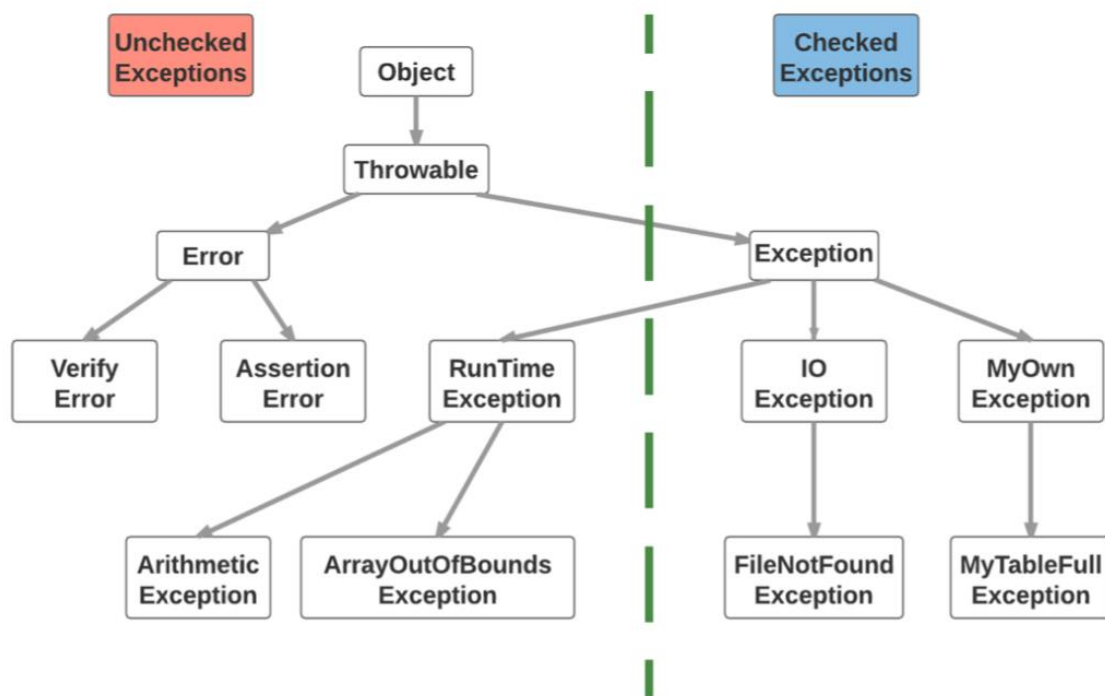 Unchecked
Exceptions
Object
Checked
Exceptions
Throwable
Error
Exception
Verify
Error
Assertion
Error
RunTime
Exception
IO
Exception
MyOwn
Exception
Arithmetic
Exception
ArrayOutOfBounds
Exception
FileNotFound
Exception
MyTableFull
Exception